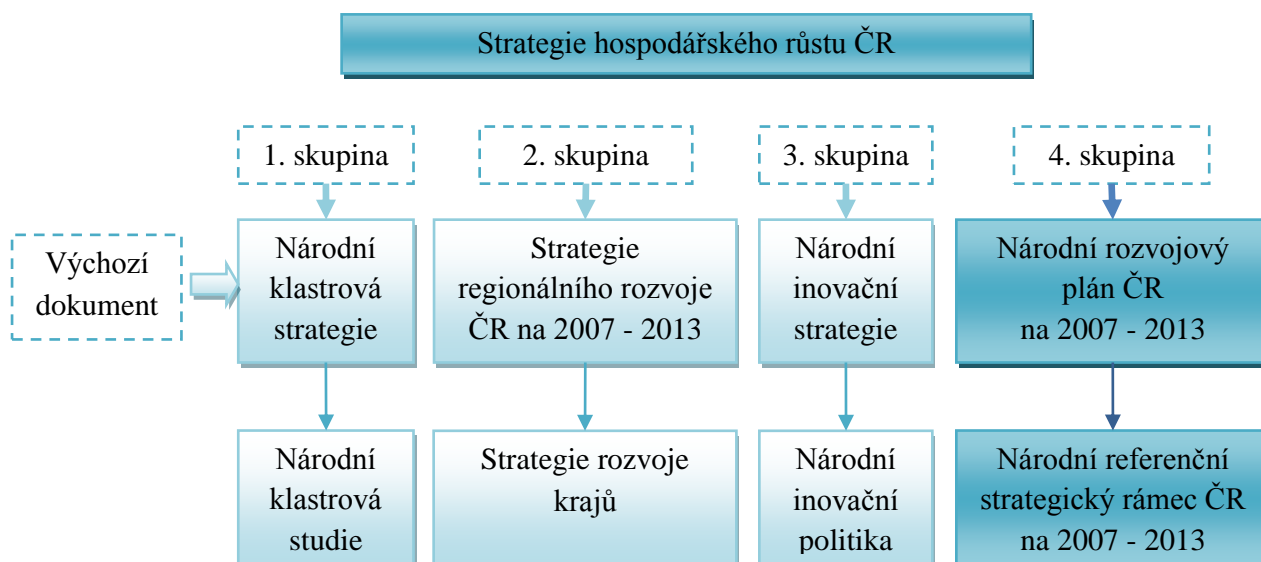 Strategie hospodářského růstu ČR
1. skupina
2. skupina
3. skupina
4. skupina
Výchozí
dokument
Národní
klastrová
strategie
Strategie
regionálního rozvoje
ČR na 2007 - 2013
Národní
inovační
strategie
Národní rozvojový
plán ČR
na 2007 - 2013
Národní
klastrová
studie
Strategie rozvoje
krajů
Národní
inovační
politika
Národní referenční
strategický rámec ČR
na 2007 - 2013